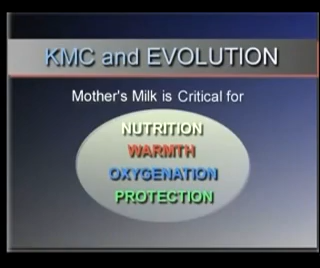 KMC and EVOLUTION
Mother's Milk is Critical for
NUTRITION
WARMTH
OXYGENATION
PROTECTION